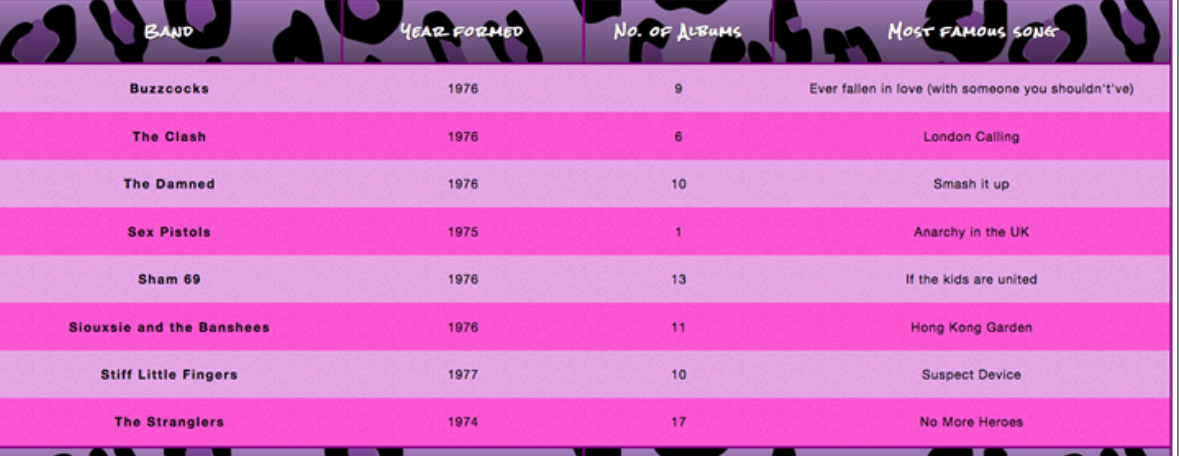 Band Year formed No. of Albums Most famous song
Buzzcocks 1976 9 Ever fallen in love (with someone you shouldn't've)
The Clash 1976 6 London Calling
The Damned 1976 10 Smash it up
Sex Pistols 1975 1 Anarchy in the UK
Sham 69 1976 13 If the kids are united
Siouxsie and the Banshees 1976 11 Hong Kong Garden
Stiff Little Fingers 1977 10 Suspect Device
The Stranglers 1974 17 No More Heroes